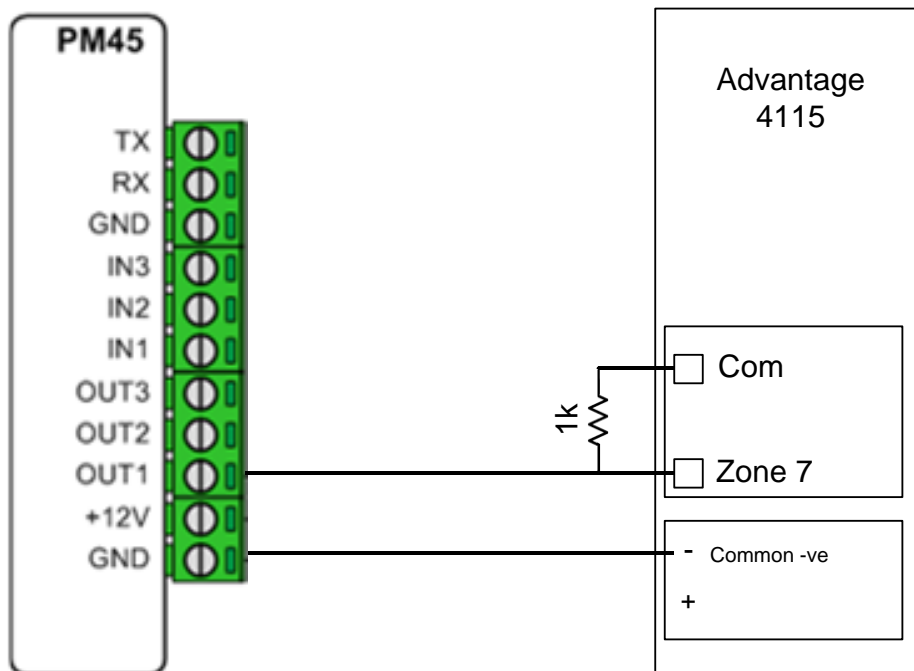 PM45
TX
RX
GND
IN3
IN2
IN1
OUT3
OUT2
OUT1
+12V
GND
Advantage
4115
Com
1k
Zone 7
- Common -ve
+